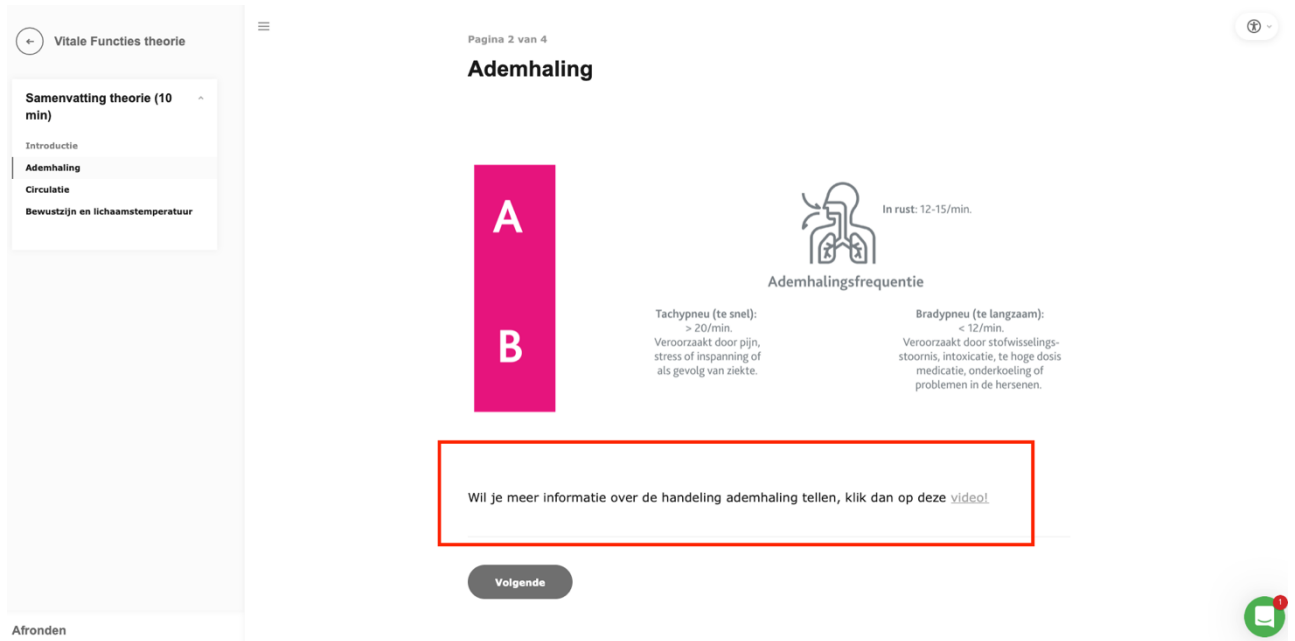 Vitale Functies theorie
Samenvatting theorie (10
min)
Introductie
Ademhaling
Circulatie
Bewustzijn en lichaamstemperatuur
Afronden
Pagina 2 van 4
Ademhaling
A
B
In rust: 12-15/min.
Ademhalingsfrequentie
Tachypneu (te snel):
> 20/min.
Veroorzaakt door pijn,
stress of inspanning of
als gevolg van ziekte.
Bradypneu (te langzaam):
< 12/min.
Veroorzaakt door stofwisselings-
stoornis, intoxicatie, te hoge dosis
medicatie, onderkoeling of
problemen in de hersenen.
Wil je meer informatie over de handeling ademhaling tellen, klik dan op deze video!
Volgende
1